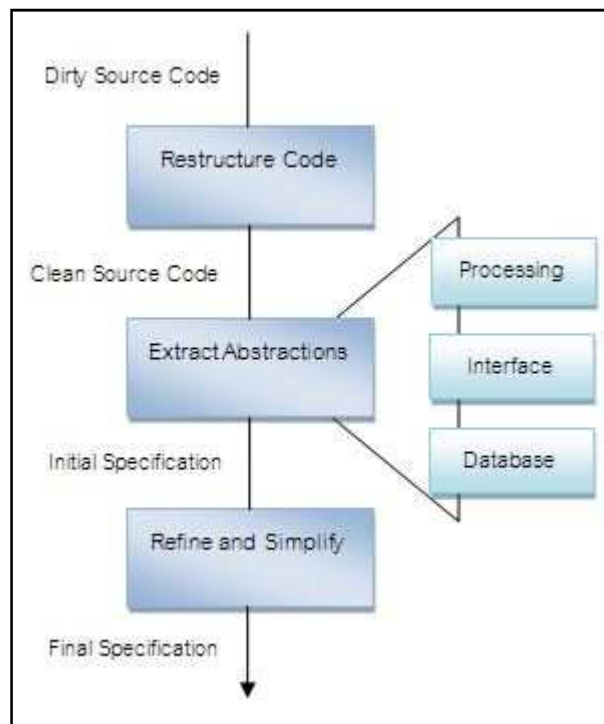 Dirty Source Code
Restructure Code
Clean Source Code
Processing
Extract Abstractions
Interface
Initial Specification
Database
Refine and Simplify
Final Specification